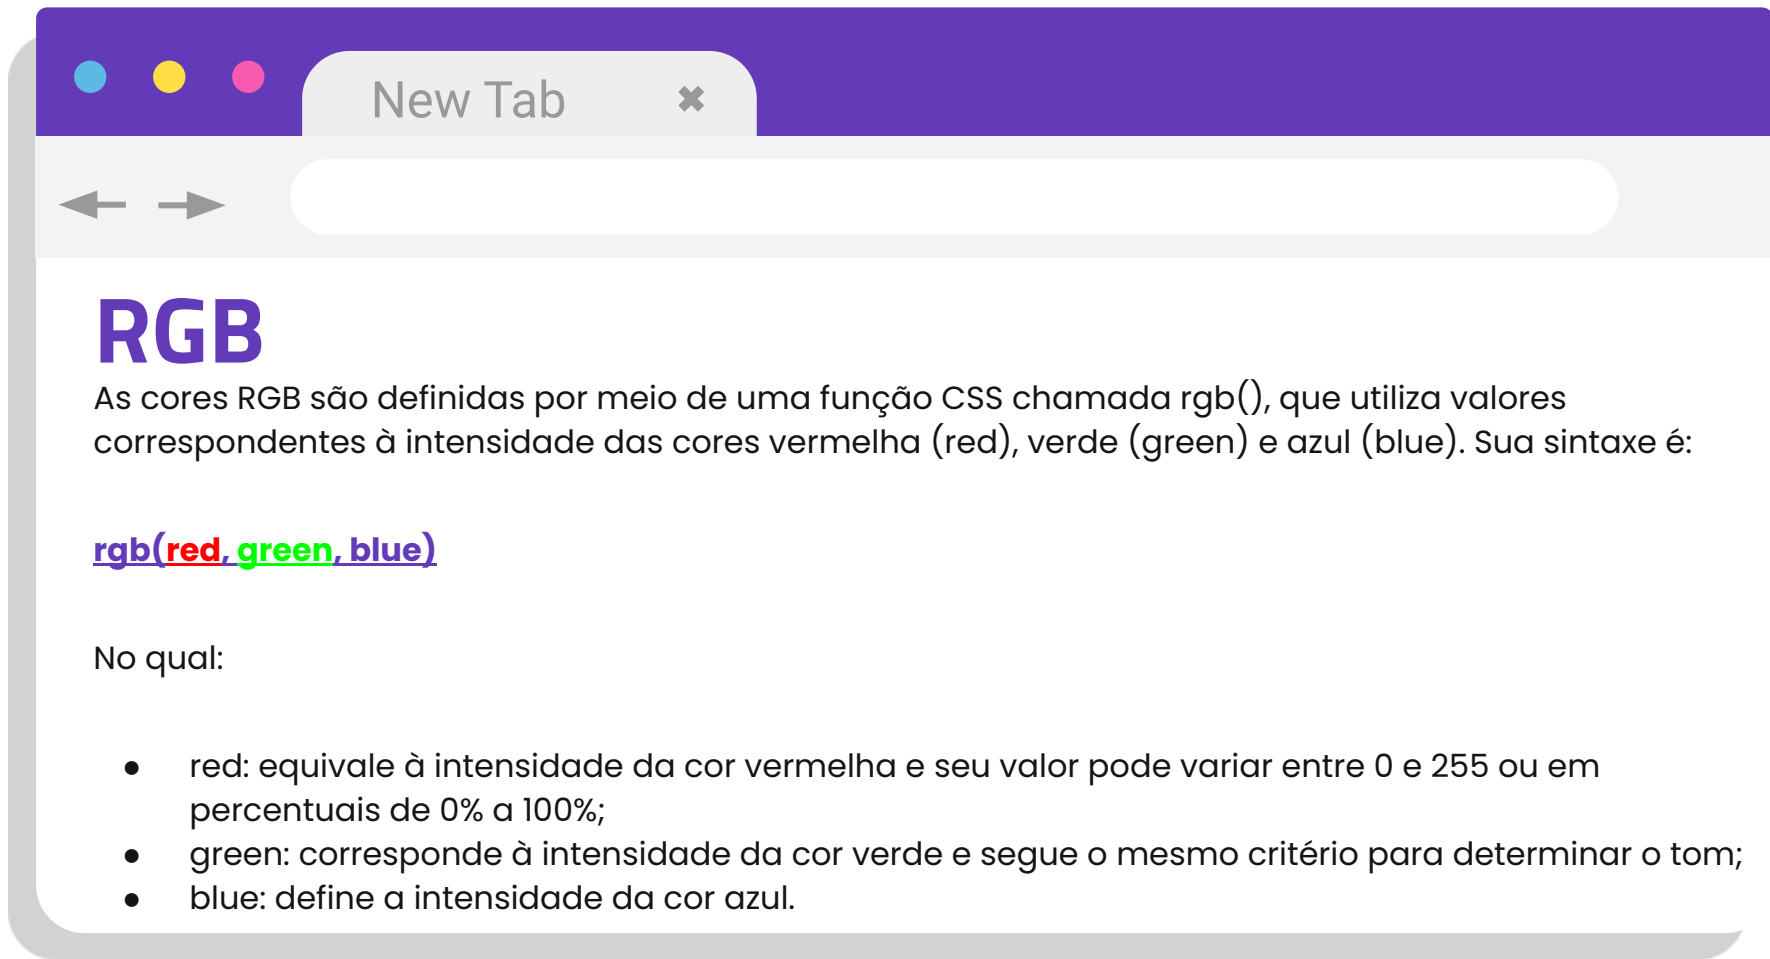 New Tab ✖
RGB
As cores RGB são definidas por meio de uma função CSS chamada rgb(), que utiliza valores
correspondentes à intensidade das cores vermelha (red), verde (green) e azul (blue). Sua sintaxe é:
rgb(red, green, blue)
No qual:
● red: equivale à intensidade da cor vermelha e seu valor pode variar entre 0 e 255 ou em
percentuais de 0% a 100%;
● green: corresponde à intensidade da cor verde e segue o mesmo critério para determinar o tom;
● blue: define a intensidade da cor azul.